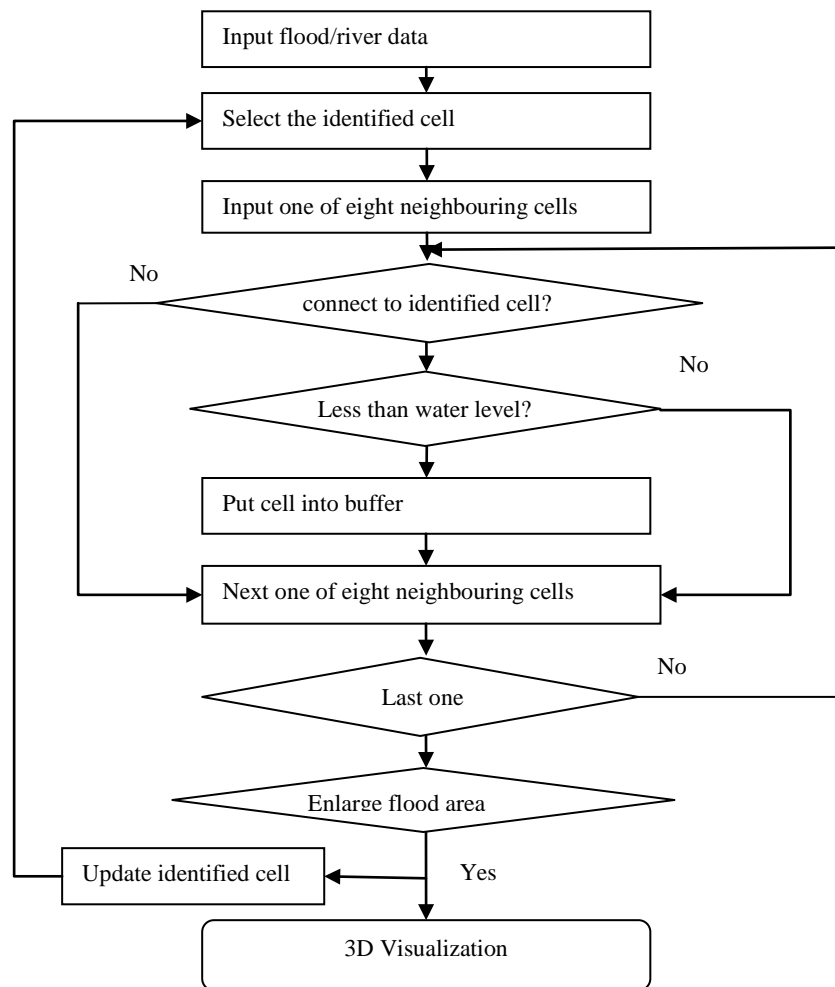 Input flood/river data
Select the identified cell
Input one of eight neighbouring cells
No
connect to identified cell?
No
Less than water level?
Put cell into buffer
Next one of eight neighbouring cells
No
Last one
Enlarge flood area
Update identified cell
Yes
3D Visualization